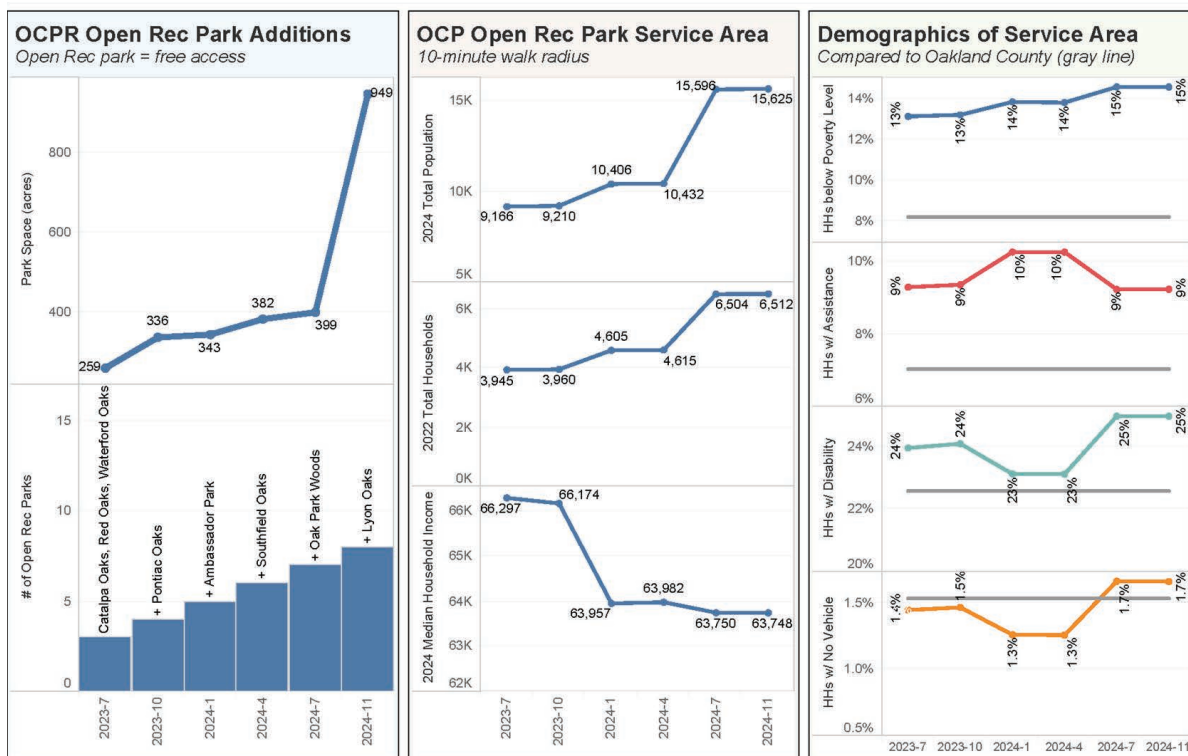 OCPR Open Rec Park Additions
Open Rec park = free access
Park Space (acres)
800
600
400
259
336
343
382
399
949
# of Open Rec Parks
15
10
5
0
Catalpa Oaks, Red Oaks, Waterford Oaks
+ Pontiac Oaks
+ Ambassador Park
+ Southfield Oaks
+ Oak Park Woods
+ Lyon Oaks
2023-7
2023-10
2024-1
2024-4
2024-7
2024-11
OCP Open Rec Park Service Area
10-minute walk radius
2024 Total Population
15K
10K
5K
9,166
9,210
10,406
10,432
15,596
15,625
2022 Total Households
6K
4K
2K
0K
3,945
3,960
4,605
4,615
6,504
6,512
2024 Median Household Income
66K
65K
64K
63K
62K
66,297
66,174
63,957
63,982
63,750
63,748
2023-7
2023-10
2024-1
2024-4
2024-7
2024-11
Demographics of Service Area
Compared to Oakland County (gray line)
HHs below Poverty Level
14%
12%
10%
8%
13%
13%
14%
14%
15%
15%
HHs w/ Assistance
10%
8%
6%
9%
9%
10%
10%
9%
9%
HHs w/ Disability
24%
22%
20%
24%
24%
23%
23%
25%
25%
HHs w/ No Vehicle
1.5%
1.0%
0.5%
1.4%
1.5%
1.3%
1.3%
1.7%
1.7%
2023-7
2023-10
2024-1
2024-4
2024-7
2024-11